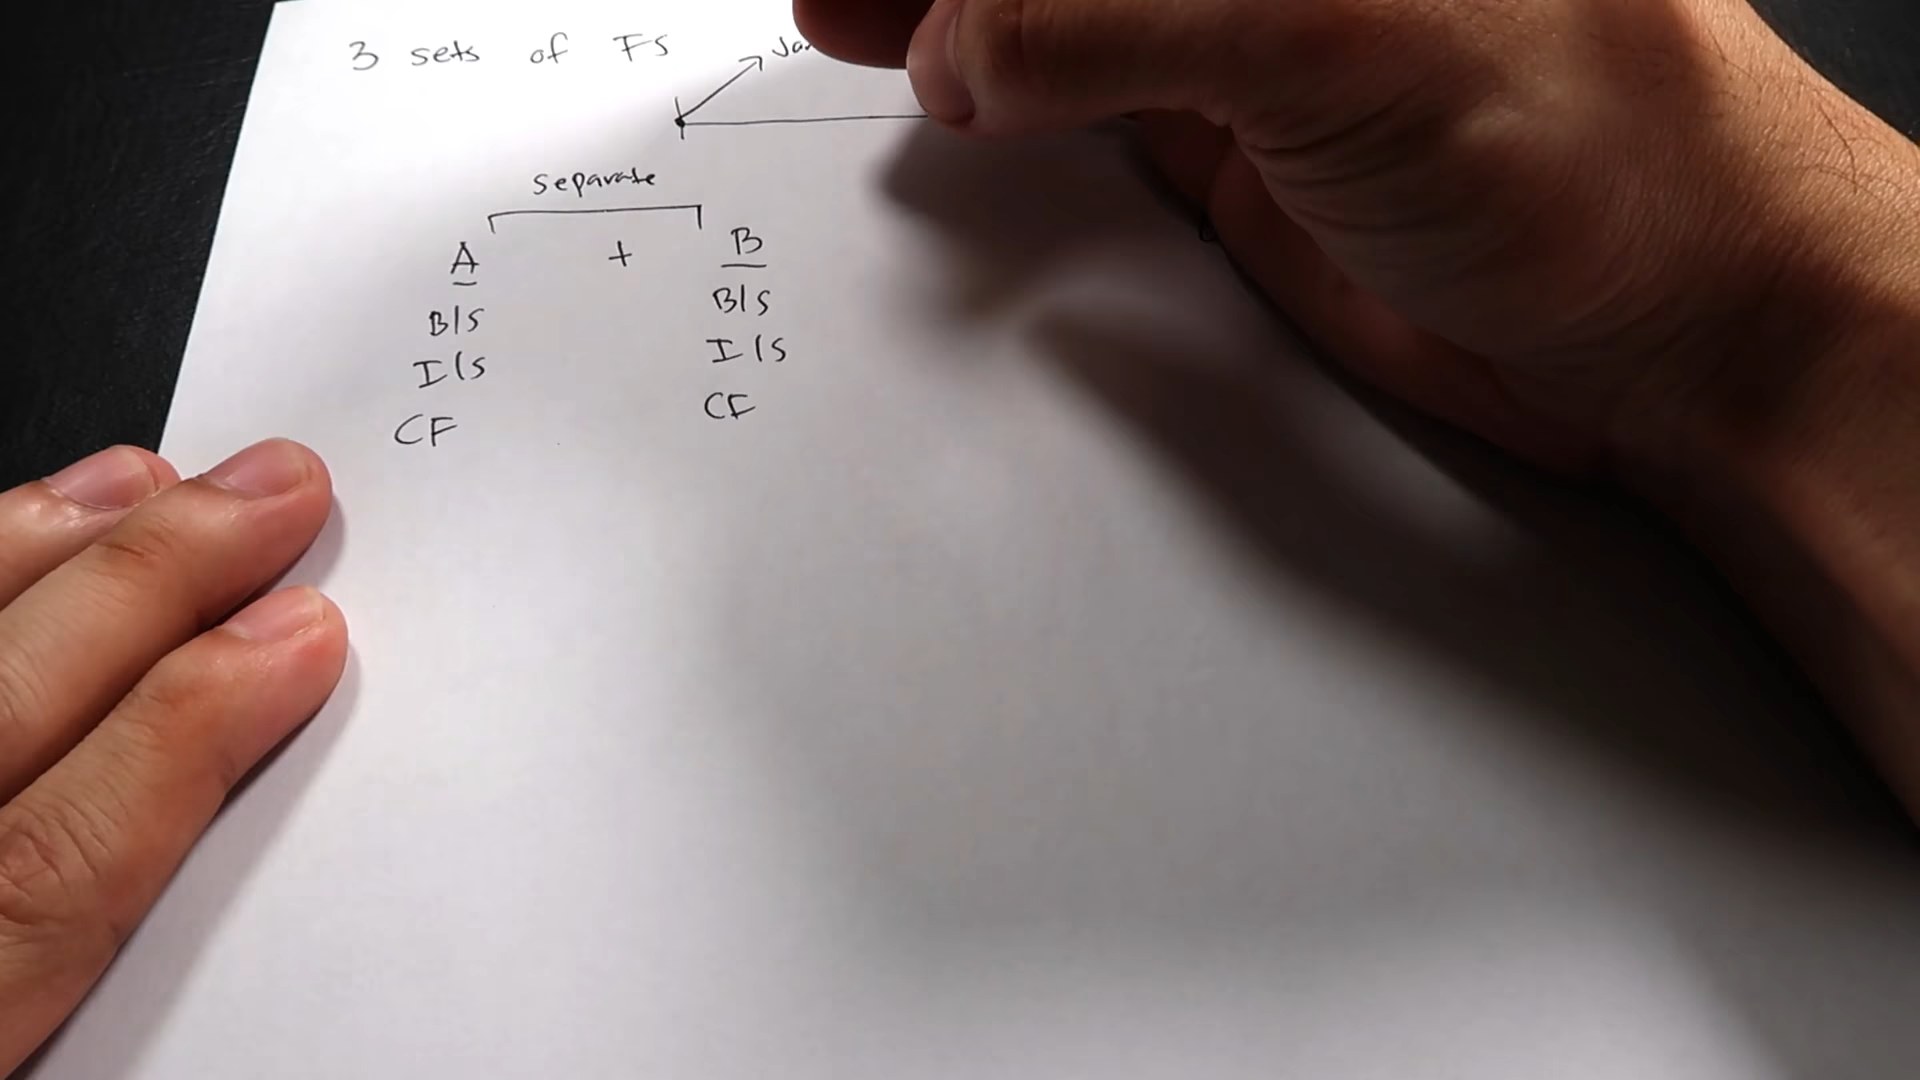 3 sets of FS
separate
A + B
B/S B/S
I/S I/S
CF CF